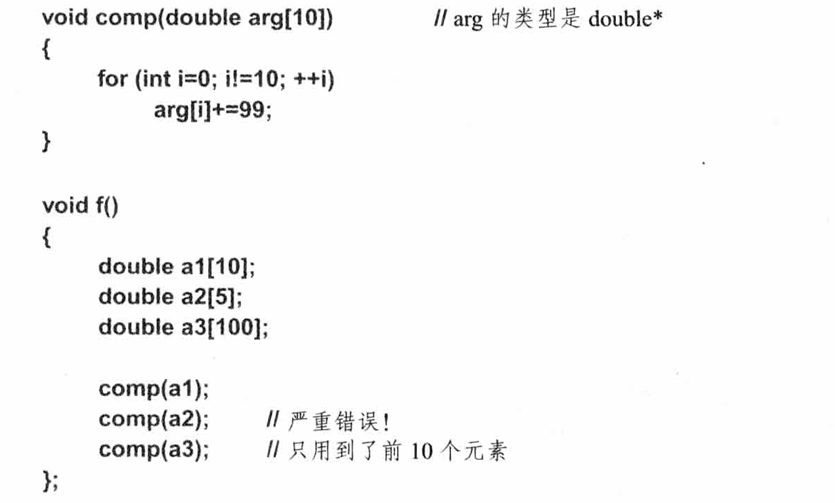 void comp(double arg[10]) // arg 的类型是 double*
{
for (int i=0; i!=10; ++i)
arg[i]+=99;
}
void f()
{
double a1[10];
double a2[5];
double a3[100];
comp(a1);
comp(a2); // 严重错误！
comp(a3); // 只用到了前 10 个元素
};